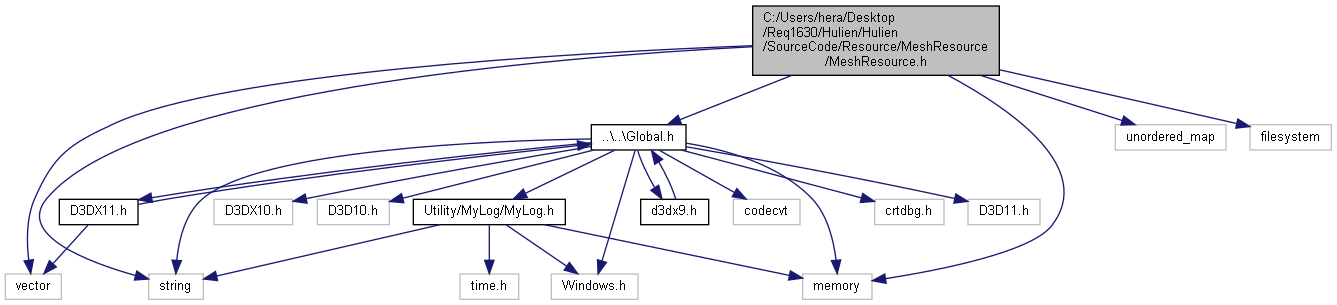 C:/Users/hera/Desktop
/Req1630/Hulien/Hulien
/SourceCode/Resource/MeshResource
/MeshResource.h
..\..\Global.h
unordered_map
filesystem
D3DX11.h
D3DX10.h
D3D10.h
Utility/MyLog/MyLog.h
d3dx9.h
codecvt
crtdbg.h
D3D11.h
vector
string
time.h
Windows.h
memory